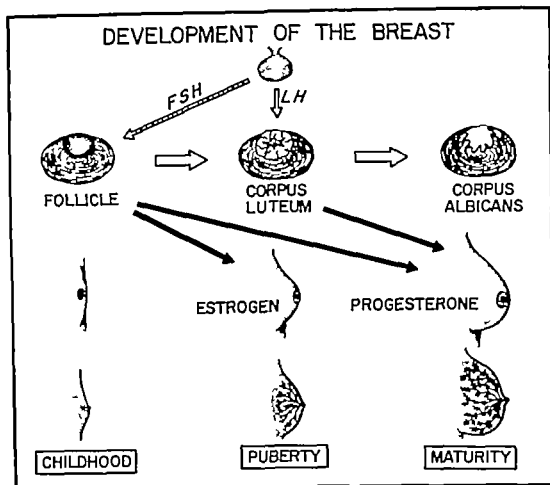 DEVELOPMENT OF THE BREAST
FSH
LH
FOLLICLE
CORPUS
LUTEUM
CORPUS
ALBICANS
ESTROGEN
PROGESTERONE
CHILDHOOD
PUBERTY
MATURITY